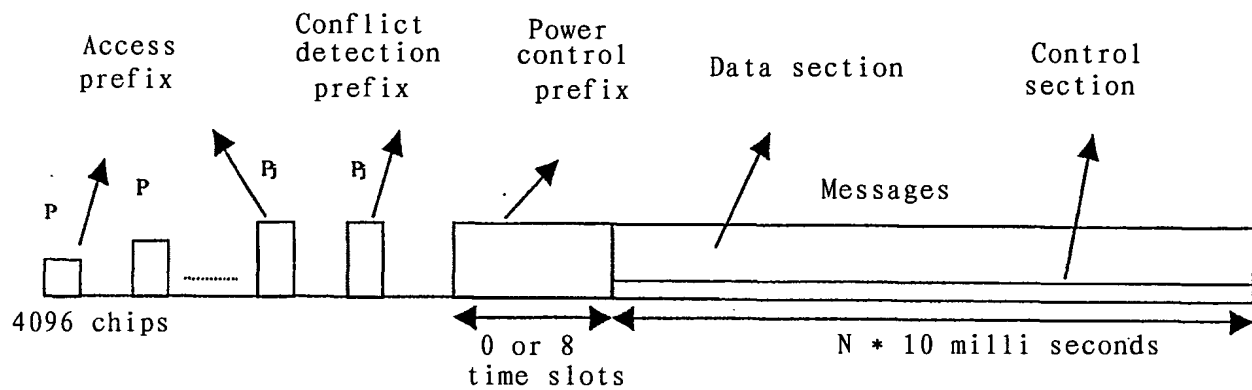 Access
prefix
Conflict
detection
prefix
Power
control
prefix
Data section
Control
section
P
P
Pj
Pj
Messages
4096 chips
0 or 8
time slots
N * 10 milli seconds